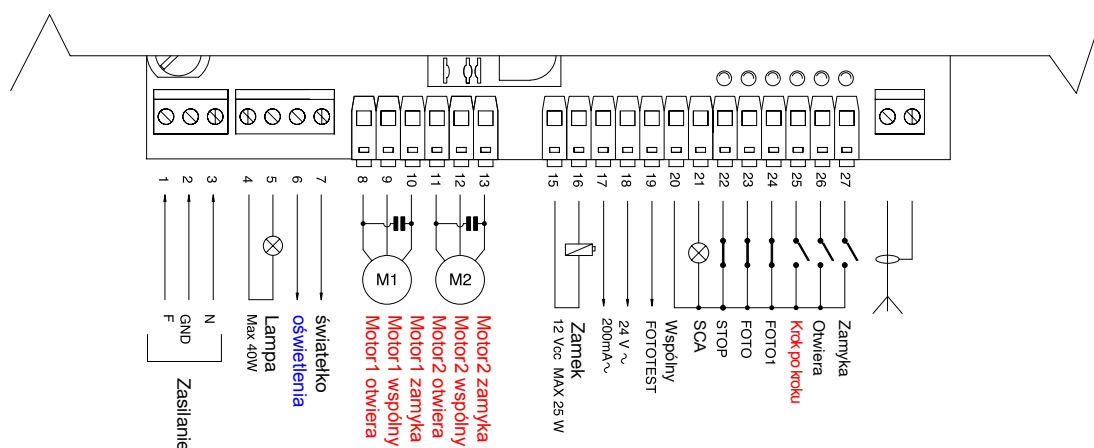 1
2
3
4
5
6
7
8
9
10
11
12
13
15
16
17
18
19
20
21
22
23
24
25
26
27
M1
M2
F
GND
N
Zasilanie
Max 40W
Lampa
oświetlenia
światełko
Motor1 otwiera
Motor1 wspólny
Motor1 zamyka
Motor2 otwiera
Motor2 wspólny
Motor2 zamyka
12 Vcc MAX 25 W
Zamek
200mA~
24 V ~
FOTOTEST
Wspólny
SCA
STOP
FOTO
FOTO1
Krok po kroku
Otwiera
Zamyka